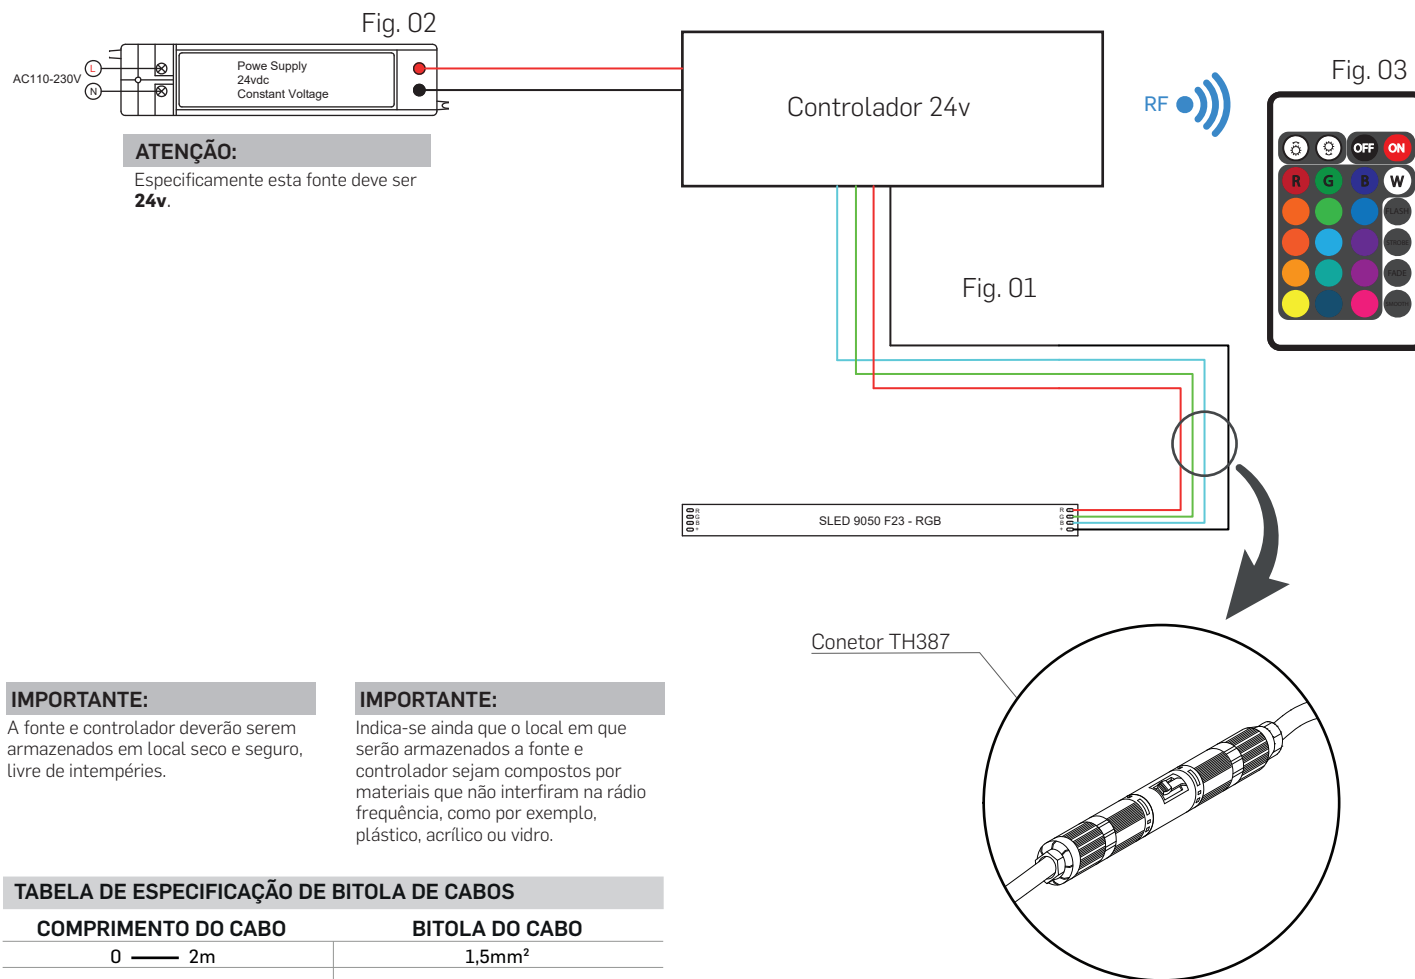 Fig. 02
AC110-230V
L
N
Powe Supply
24vdc
Constant Voltage
ATENÇÃO:
Especificamente esta fonte deve ser
24v.
Controlador 24v
RF
Fig. 03
OFF
ON
R
G
B
W
FLASH
STROBE
FADE
Fig. 01
R
G
B
+
SLED 9050 F23 - RGB
R
G
B
+
Conetor TH387
IMPORTANTE:
A fonte e controlador deverão serem
armazenados em local seco e seguro,
livre de intempéries.
IMPORTANTE:
Indica-se ainda que o local em que
serão armazenados a fonte e
controlador sejam compostos por
materiais que não interfiram na rádio
frequência, como por exemplo,
plástico, acrílico ou vidro.
TABELA DE ESPECIFICAÇÃO DE BITOLA DE CABOS
COMPRIMENTO DO CABO BITOLA DO CABO
0 — 2m 1,5mm²